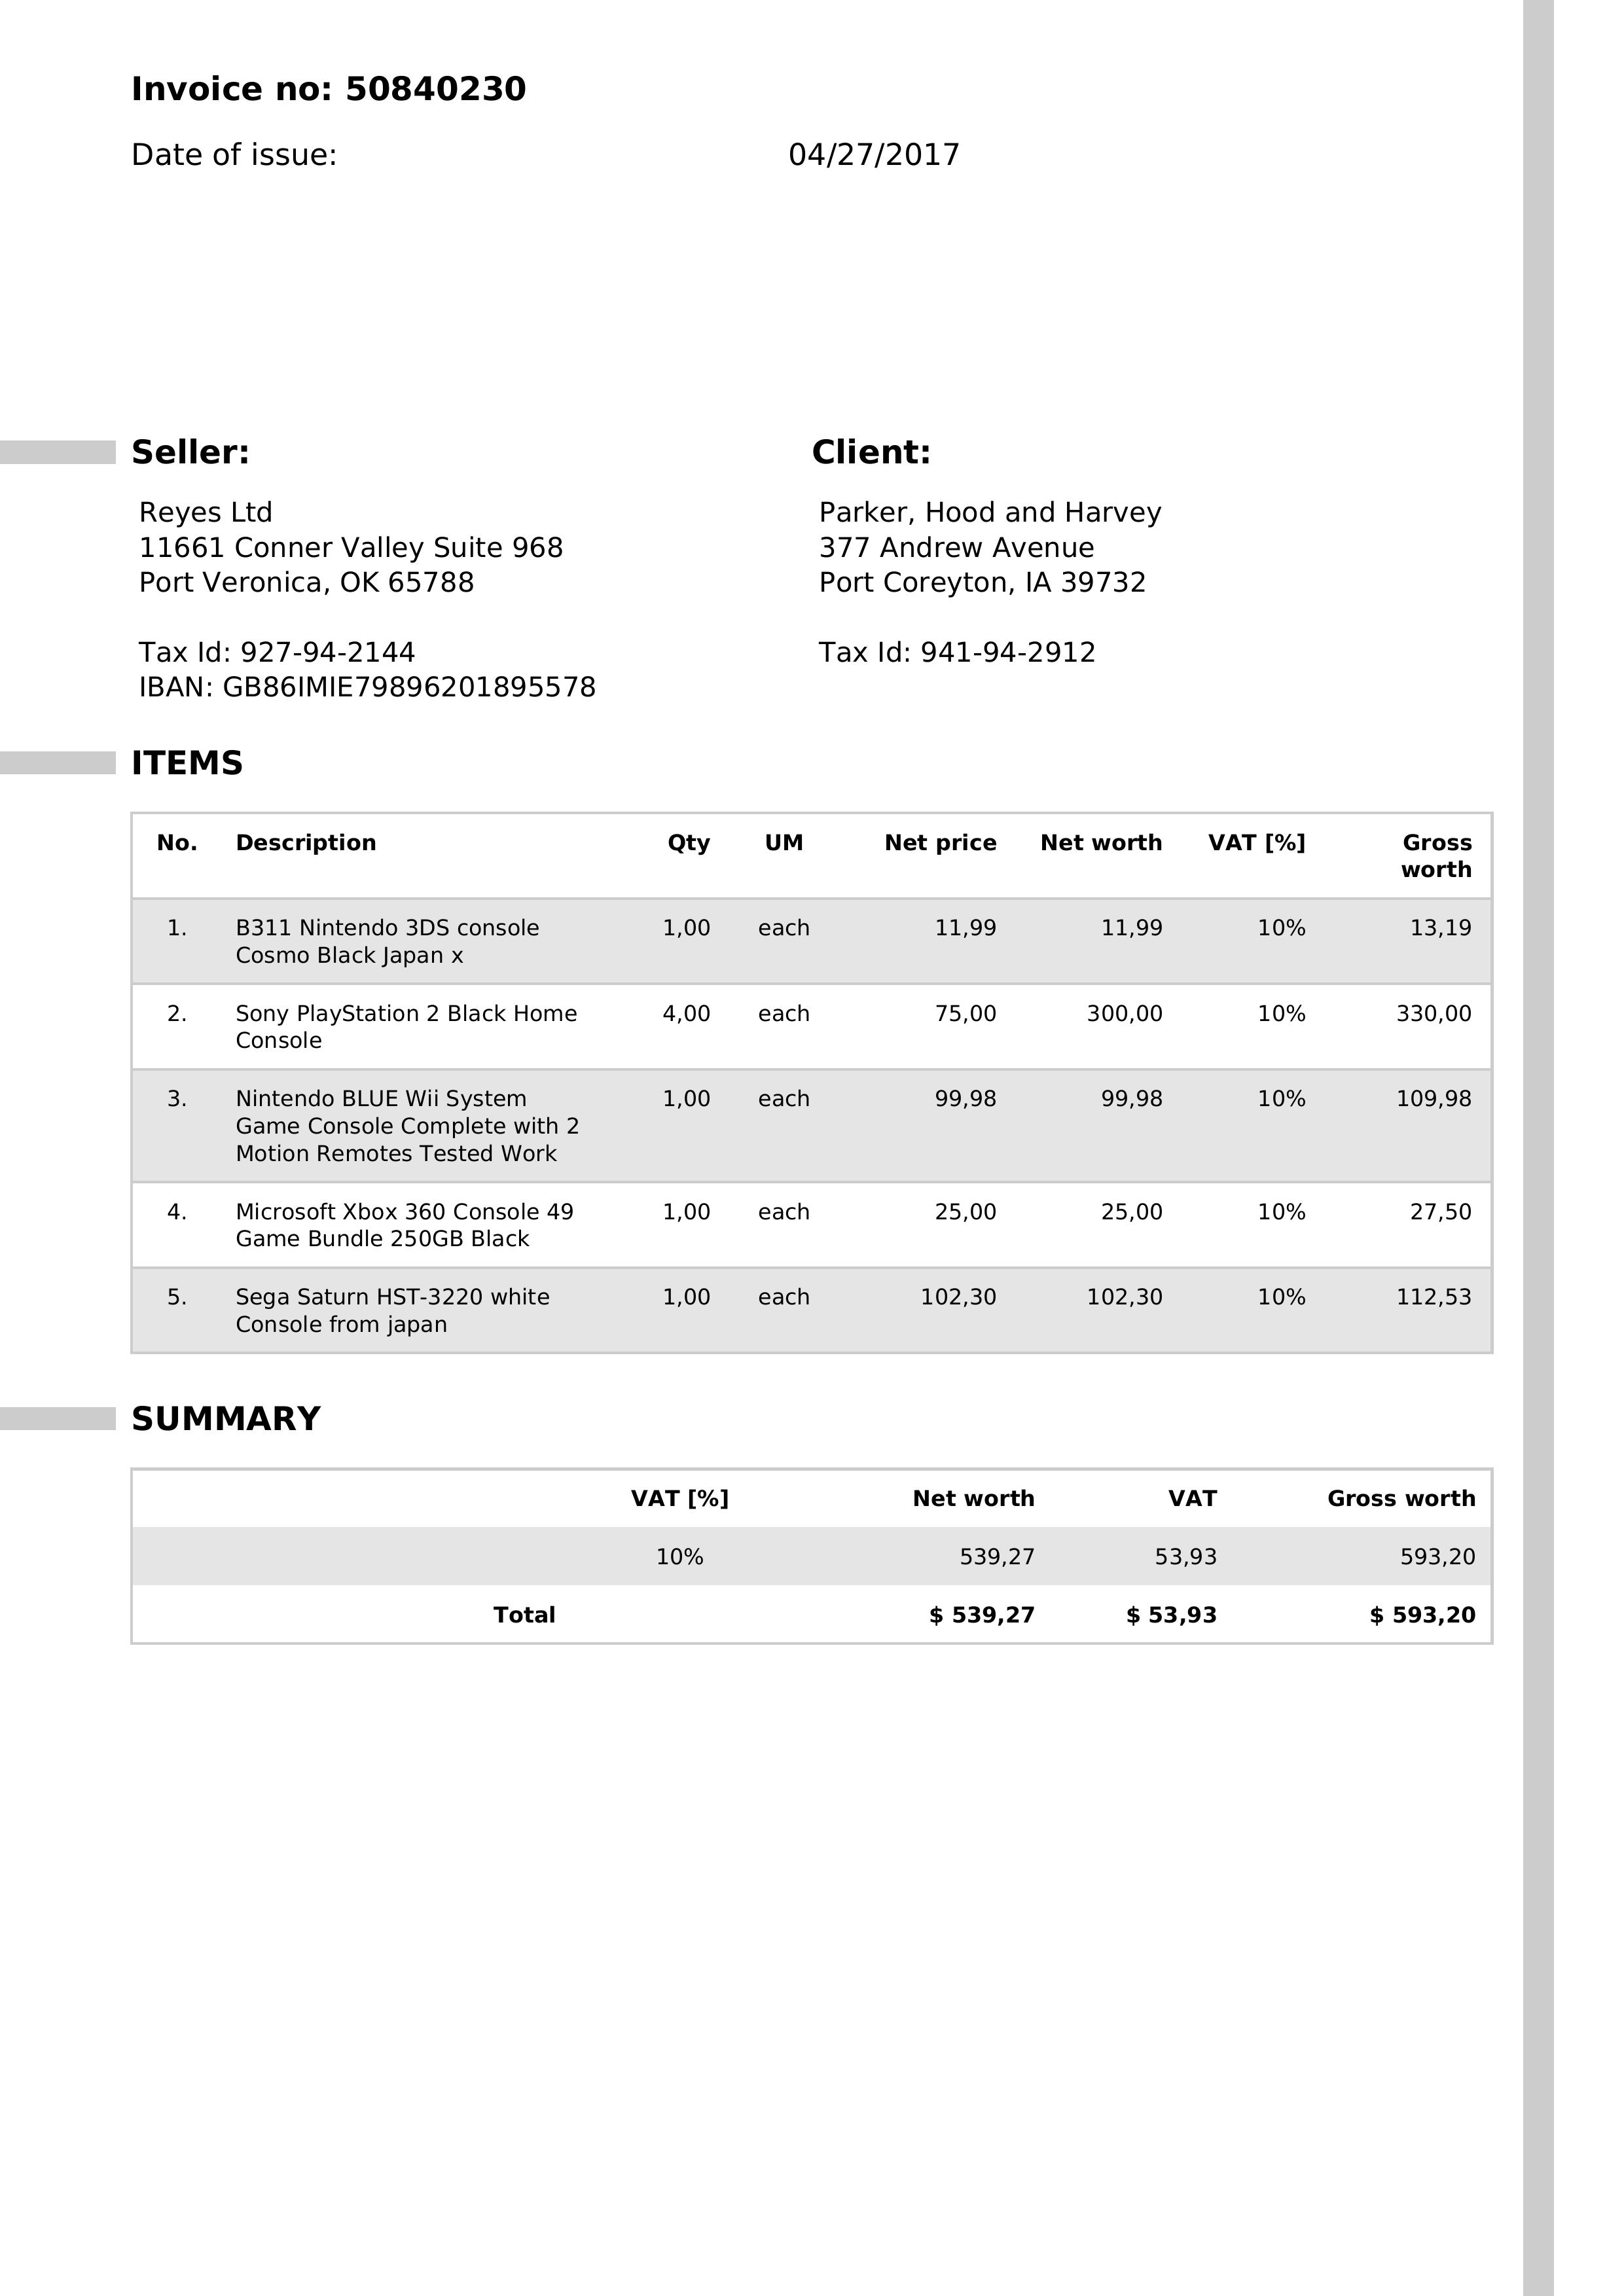 Invoice no: 50840230
Date of issue: 04/27/2017
Seller:
Reyes Ltd
11661 Conner Valley Suite 968
Port Veronica, OK 65788
Tax Id: 927-94-2144
IBAN: GB86IMIE79896201895578
Client:
Parker, Hood and Harvey
377 Andrew Avenue
Port Coreyton, IA 39732
Tax Id: 941-94-2912
ITEMS
No. Description Qty UM Net price Net worth VAT [%] Gross
worth
1. B311 Nintendo 3DS console 1,00 each 11,99 11,99 10% 13,19
Cosmo Black Japan x
2. Sony PlayStation 2 Black Home 4,00 each 75,00 300,00 10% 330,00
Console
3. Nintendo BLUE Wii System 1,00 each 99,98 99,98 10% 109,98
Game Console Complete with 2
Motion Remotes Tested Work
4. Microsoft Xbox 360 Console 49 1,00 each 25,00 25,00 10% 27,50
Game Bundle 250GB Black
5. Sega Saturn HST-3220 white 1,00 each 102,30 102,30 10% 112,53
Console from japan
SUMMARY
VAT [%] Net worth VAT Gross worth
10% 539,27 53,93 593,20
Total $ 539,27 $ 53,93 $ 593,20